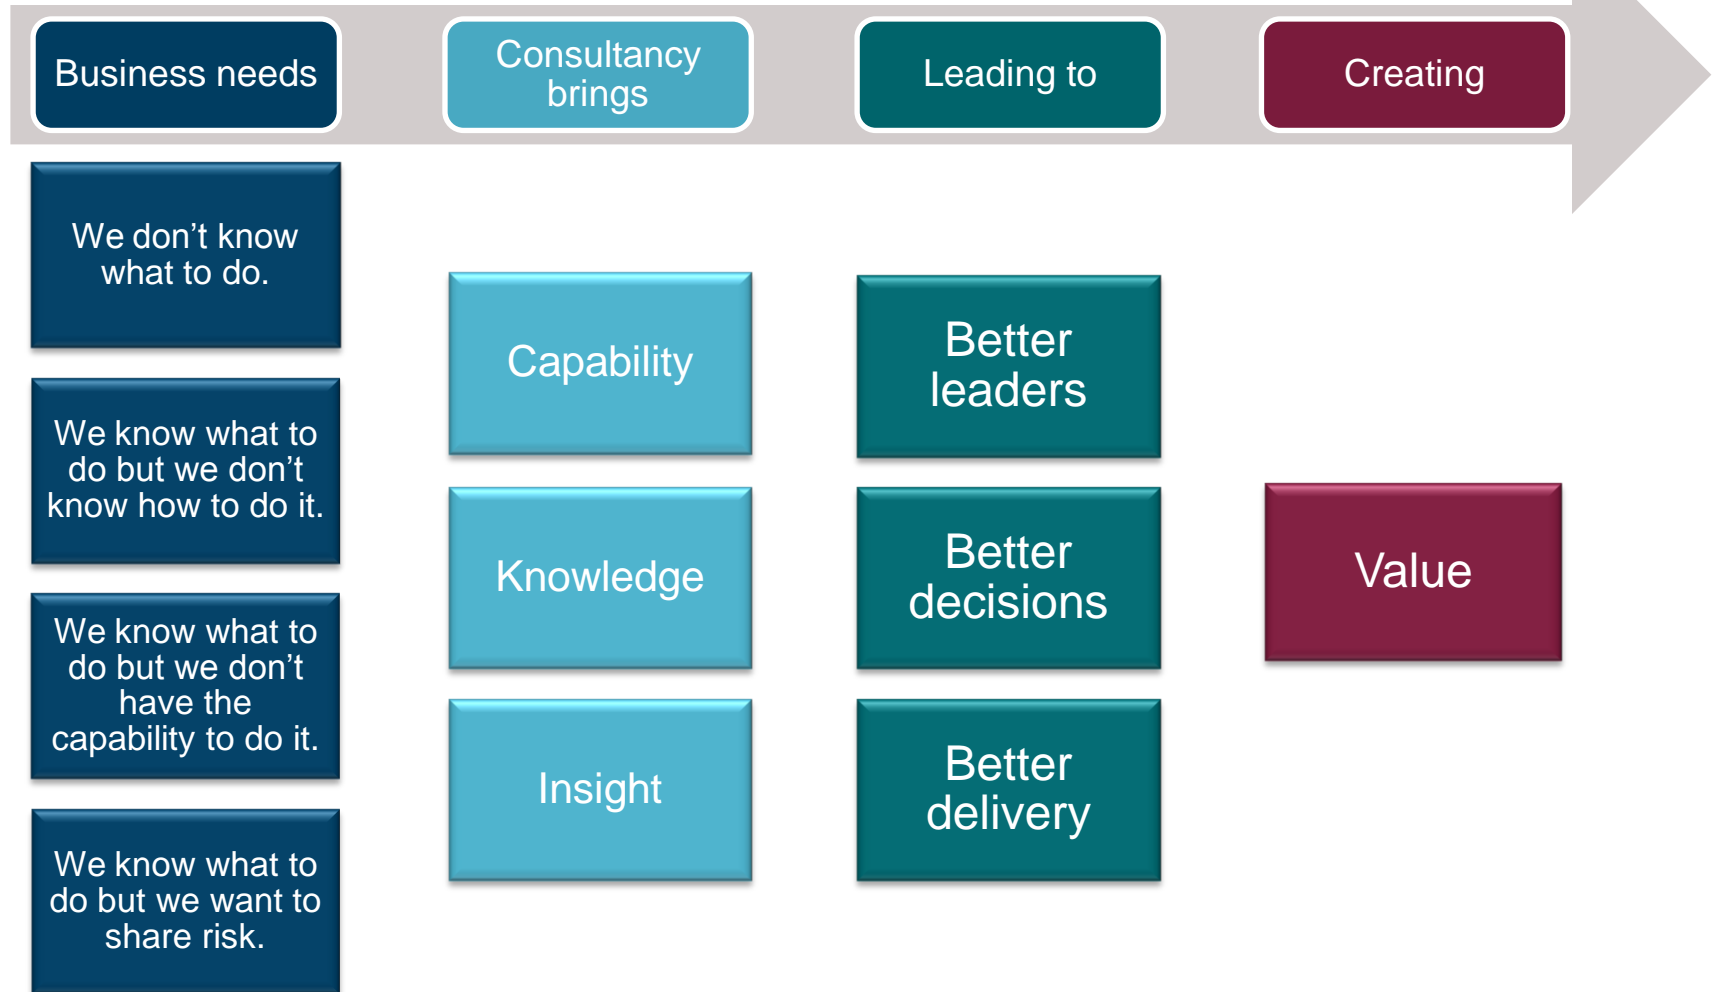 Business needs
Consultancy
brings
Leading to
Creating
We don’t know
what to do.
We know what to
do but we don’t
know how to do it.
We know what to
do but we don’t
have the
capability to do it.
We know what to
do but we want to
share risk.
Capability
Knowledge
Insight
Better
leaders
Better
decisions
Better
delivery
Value